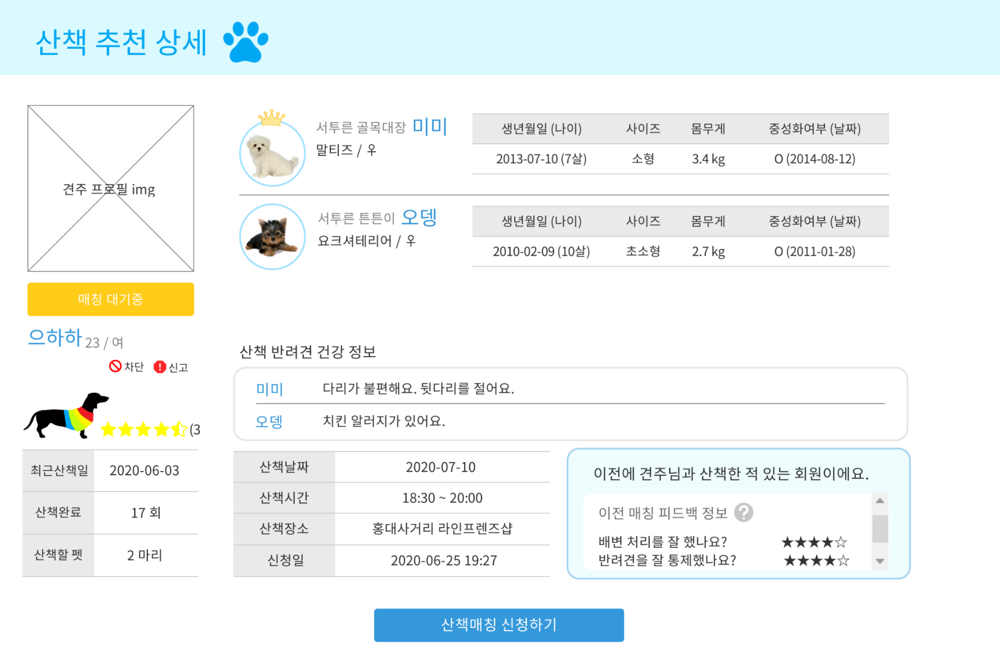 산책 추천 상세
견주 프로필 img
매칭 대기중
으하하 23 / 여
차단 신고
(3
최근산책일 2020-06-03
산책완료 17 회
산책할 펫 2 마리
서투른 골목대장 미미
말티즈 / ♀
생년월일 (나이) 사이즈 몸무게 중성화여부 (날짜)
2013-07-10 (7살) 소형 3.4 kg O (2014-08-12)
서투른 튼튼이 오뎅
요크셔테리어 / ♀
생년월일 (나이) 사이즈 몸무게 중성화여부 (날짜)
2010-02-09 (10살) 초소형 2.7 kg O (2011-01-28)
산책 반려견 건강 정보
미미 다리가 불편해요. 뒷다리를 절어요.
오뎅 치킨 알러지가 있어요.
산책날짜 2020-07-10
산책시간 18:30 ~ 20:00
산책장소 홍대사거리 라인프렌즈샵
신청일 2020-06-25 19:27
이전에 견주님과 산책한 적 있는 회원이에요.
이전 매칭 피드백 정보 ?
배변 처리를 잘 했나요? ★★★★☆
반려견을 잘 통제했나요? ★★★★☆
산책매칭 신청하기